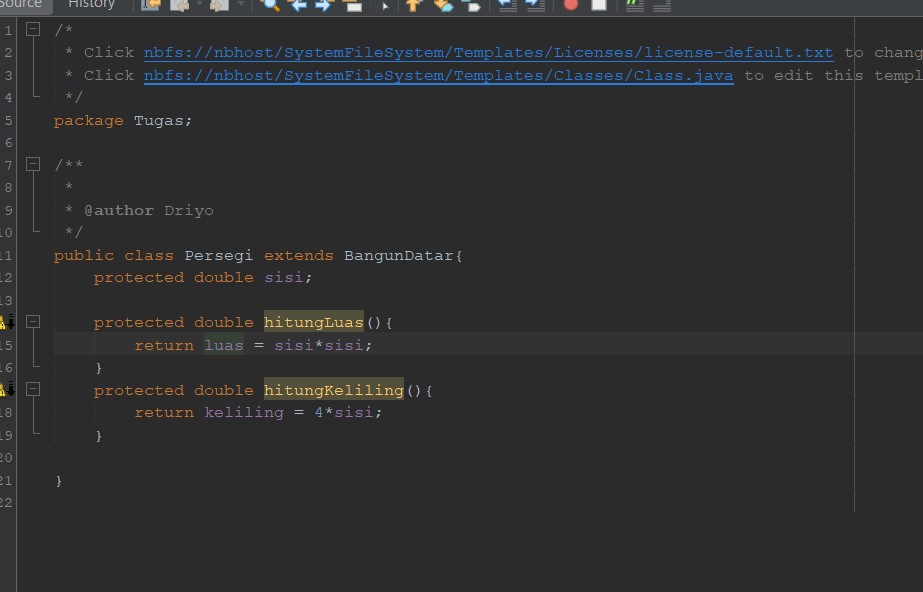 Source History
1 /*
2 * Click nbfs://nbhost/SystemFileSystem/Templates/Licenses/license-default.txt to chang
3 * Click nbfs://nbhost/SystemFileSystem/Templates/Classes/Class.java to edit this templ
4 */
5 package Tugas;
6
7 /**
8 *
9 * @author Driyo
10 */
11 public class Persegi extends BangunDatar{
12 protected double sisi;
13
protected double hitungLuas(){
15 return luas = sisi*sisi;
16 }
protected double hitungKeliling(){
18 return keliling = 4*sisi;
19 }
20
21 }
22